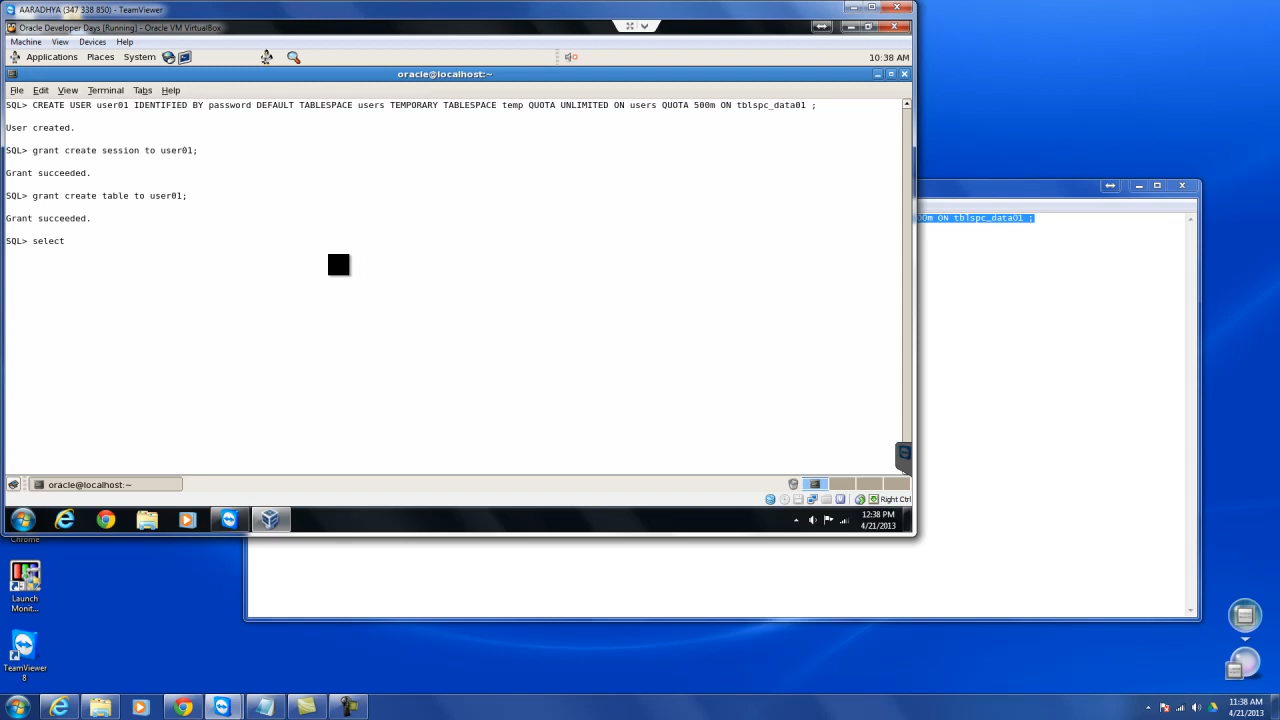 AARADHYA (347 338 850) - TeamViewer
Oracle Developer Days [Running] - Oracle VM VirtualBox
Machine View Devices Help
Applications Places System 10:38 AM
oracle@localhost:~
File Edit View Terminal Tabs Help
SQL> CREATE USER user01 IDENTIFIED BY password DEFAULT TABLESPACE users TEMPORARY TABLESPACE temp QUOTA UNLIMITED ON users QUOTA 500m ON tblspc_data01 ;
User created.
SQL> grant create session to user01;
Grant succeeded.
SQL> grant create table to user01;
Grant succeeded.
SQL> select
ON tblspc_data01 ;
oracle@localhost:~
Right Ctrl
12:38 PM
4/21/2013
Chrome
Launch
Monit...
TeamViewer
8
11:38 AM
4/21/2013